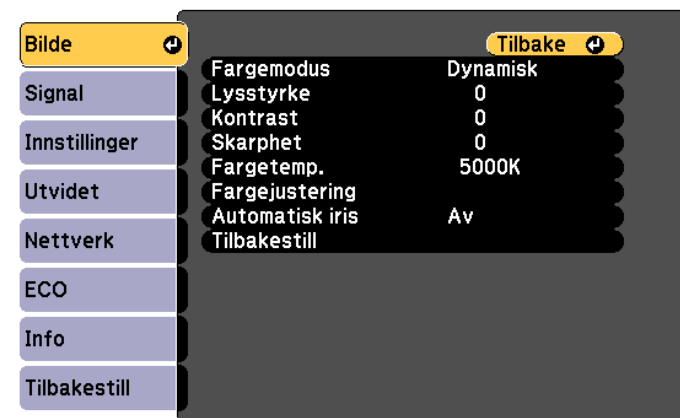 Bilde
Signal
Innstillinger
Utvidet
Nettverk
ECO
Info
Tilbakestill
Tilbake
Fargemodus Dynamisk
Lysstyrke 0
Kontrast 0
Skarphet 0
Fargetemp. 5000K
Fargejustering
Automatisk iris Av
Tilbakestill